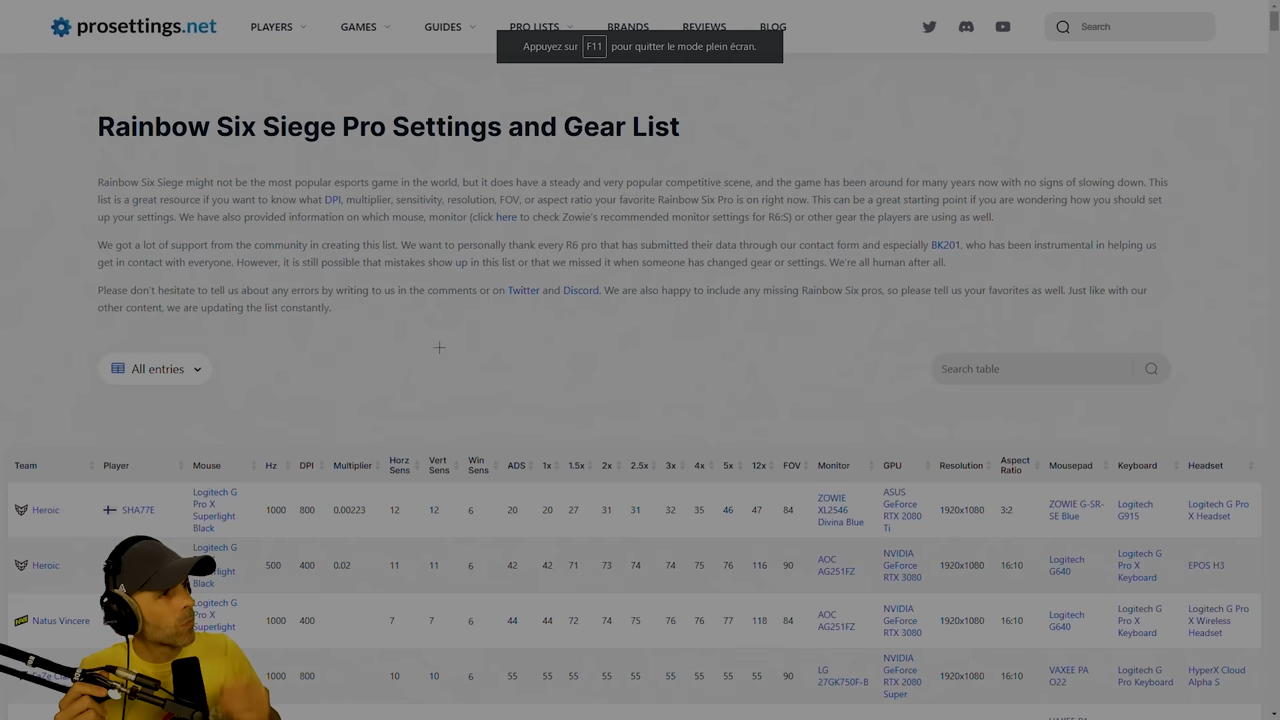 prosettings.net PLAYERS GAMES GUIDES PRO LISTS BRANDS REVIEWS BLOG Search
Appuyez sur F11 pour quitter le mode plein écran.
Rainbow Six Siege Pro Settings and Gear List
Rainbow Six Siege might not be the most popular esports game in the world, but it does have a steady and very popular competitive scene, and the game has been around for many years now with no signs of slowing down. This
list is a great resource if you want to know what DPI, multiplier, sensitivity, resolution, FOV, or aspect ratio your favorite Rainbow Six Pro is on right now. This can be a great starting point if you are wondering how you should set
up your settings. We have also provided information on which mouse, monitor (click here to check Zowie's recommended monitor settings for R6:S) or other gear the players are using as well.
We got a lot of support from the community in creating this list. We want to personally thank every R6 pro that has submitted their data through our contact form and especially BK201, who has been instrumental in helping us
get in contact with everyone. However, it is still possible that mistakes show up in this list or that we missed it when someone has changed gear or settings. We're all human after all.
Please don't hesitate to tell us about any errors by writing to us in the comments or on Twitter and Discord. We are also happy to include any missing Rainbow Six pros, so please tell us your favorites as well. Just like with our
other content, we are updating the list constantly.
All entries Search table
Team Player Mouse Hz DPI Multiplier Horz Sens Vert Sens Win Sens ADS 1x 1.5x 2x 2.5x 3x 4x 5x 12x FOV Monitor GPU Resolution Aspect Ratio Mousepad Keyboard Headset
Heroic SHA77E Logitech G Pro X Superlight Black 1000 800 0.00223 12 12 6 20 20 27 31 31 32 35 46 47 84 ZOWIE XL2546 Divina Blue ASUS GeForce RTX 2080 Ti 1920x1080 3:2 ZOWIE G-SR-SE Blue Logitech G915 Logitech G Pro X Headset
Heroic Logitech G Black 500 400 0.02 11 11 6 42 42 71 73 74 74 75 76 116 90 AOC AG251FZ NVIDIA GeForce RTX 3080 1920x1080 16:10 Logitech G640 Logitech G Pro X Keyboard EPOS H3
Natus Vincere Logitech G Pro X Superlight 1000 400 7 7 6 44 44 72 74 75 76 76 77 118 84 AOC AG251FZ NVIDIA GeForce RTX 3080 1920x1080 16:10 Logitech G640 Logitech G Pro X Keyboard Logitech G Pro X Wireless Headset
1000 800 10 10 6 55 55 55 55 55 55 55 55 55 90 LG 27GK750F-B NVIDIA GeForce RTX 2080 Super 1920x1080 16:10 VAXEE PA O22 Logitech G Pro Keyboard HyperX Cloud Alpha S